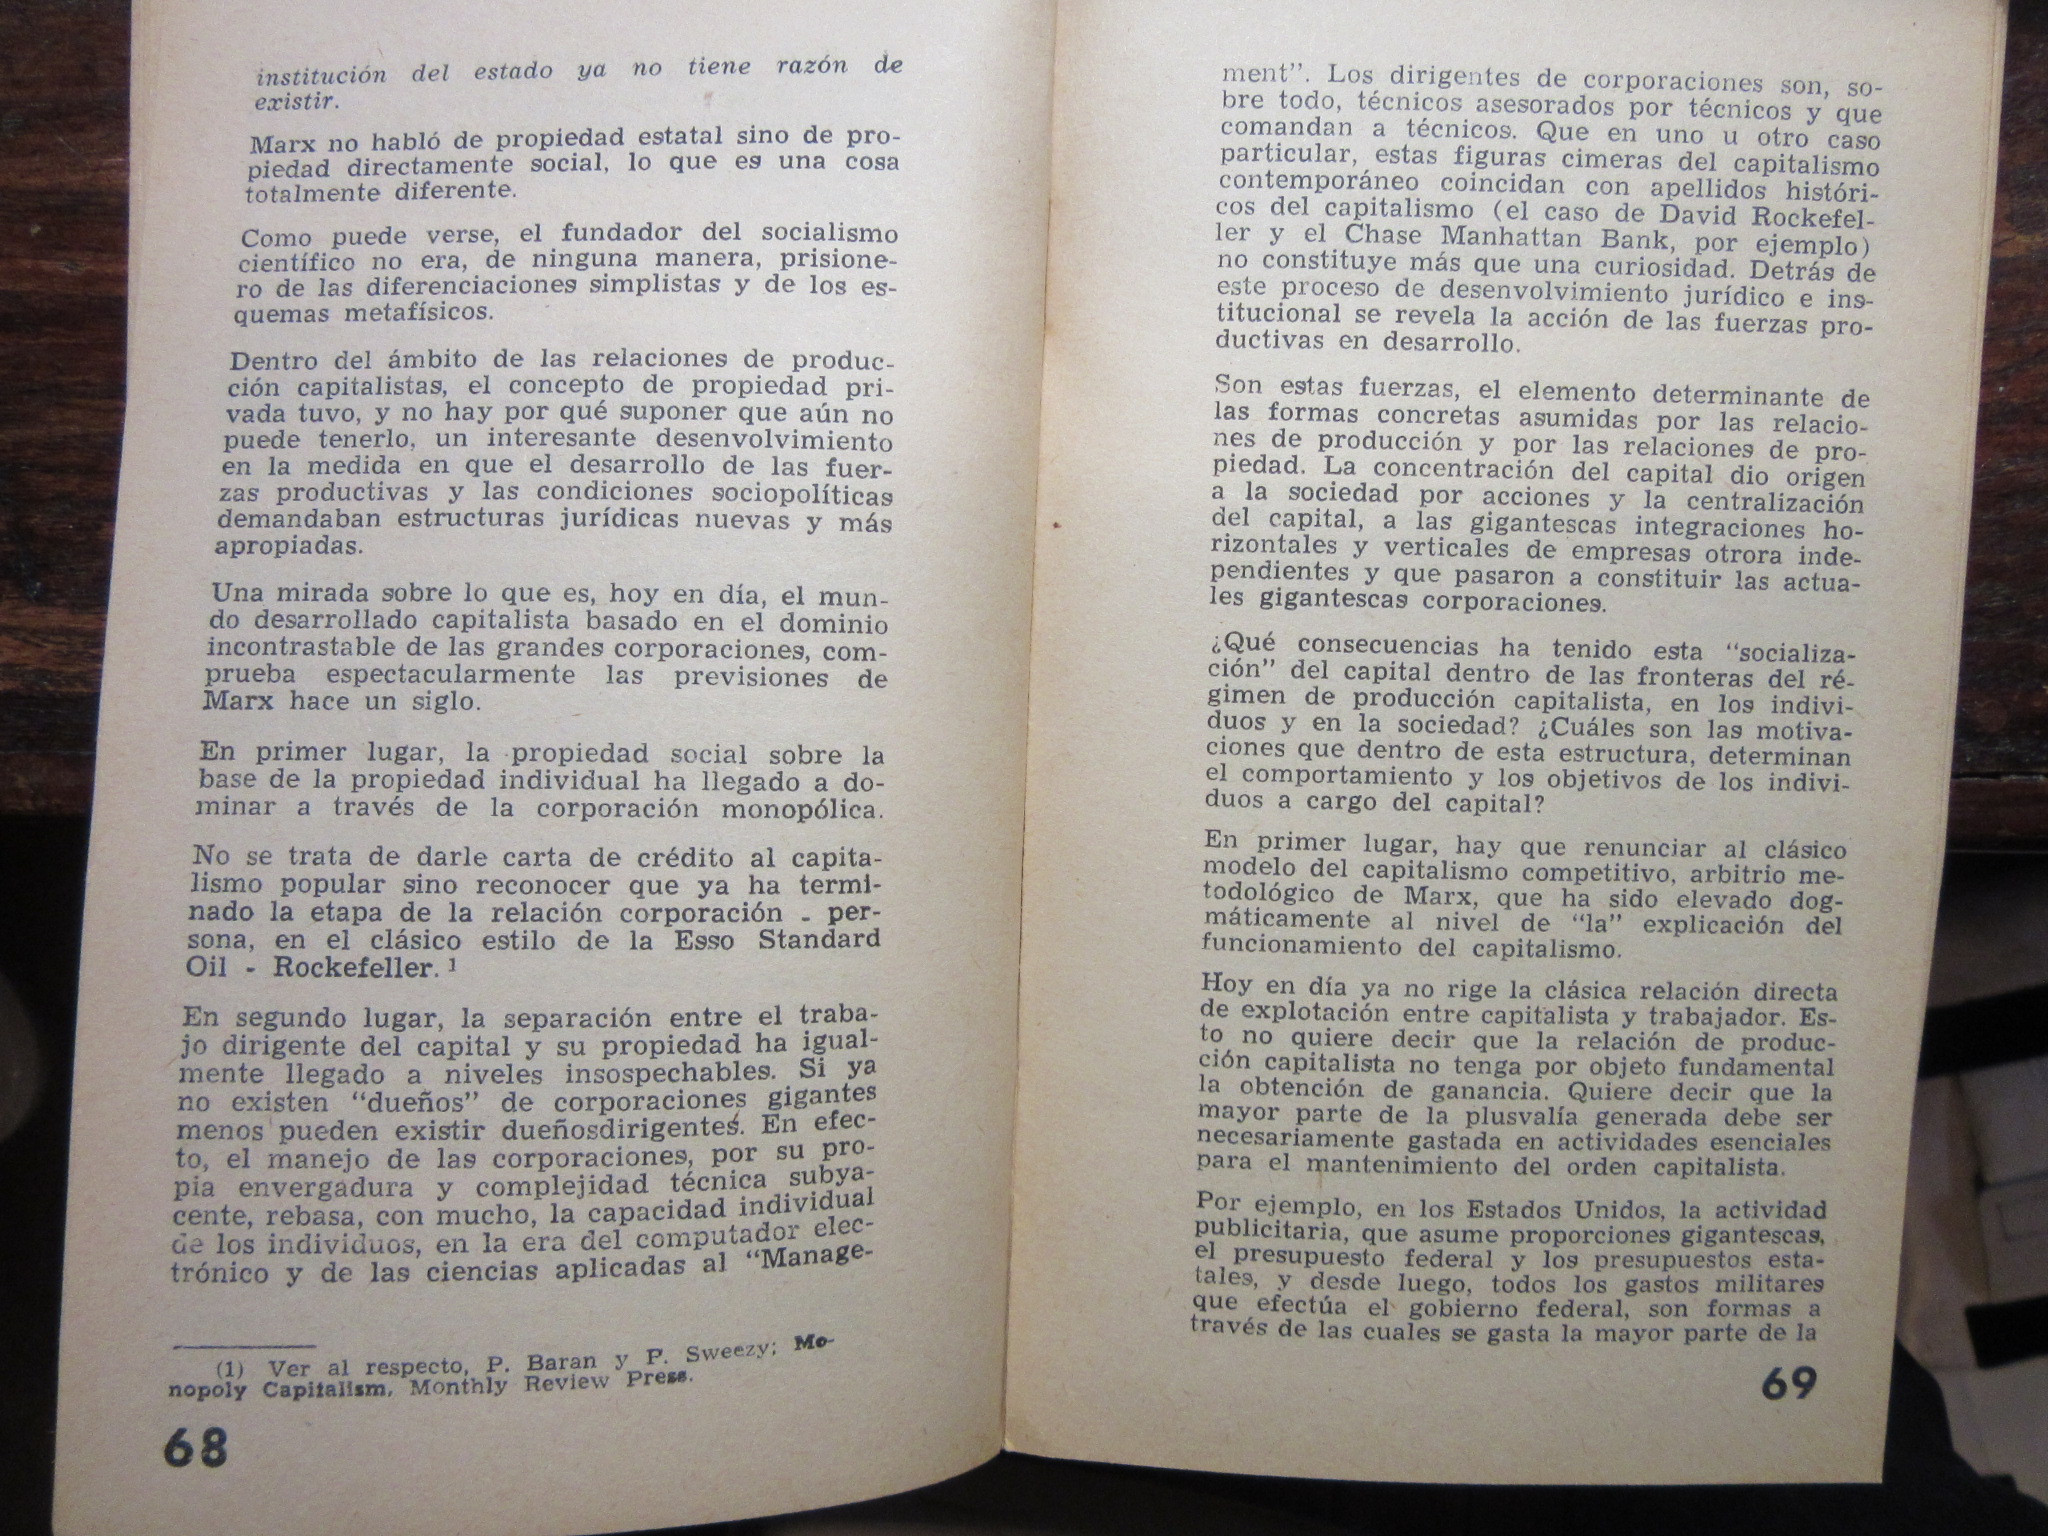 institución del estado ya no tiene razón de
existir.
Marx no habló de propiedad estatal sino de pro-
piedad directamente social, lo que es una cosa
totalmente diferente.
Como puede verse, el fundador del socialismo
científico no era, de ninguna manera, prisione-
ro de las diferenciaciones simplistas y de los es-
quemas metafísicos.
Dentro del ámbito de las relaciones de produc-
ción capitalistas, el concepto de propiedad pri-
vada tuvo, y no hay por qué suponer que aún no
puede tenerlo, un interesante desenvolvimiento
en la medida en que el desarrollo de las fuer-
zas productivas y las condiciones sociopolíticas
demandaban estructuras jurídicas nuevas y más
apropiadas.
Una mirada sobre lo que es, hoy en día, el mun-
do desarrollado capitalista basado en el dominio
incontrastable de las grandes corporaciones, com-
prueba espectacularmente las previsiones de
Marx hace un siglo.
En primer lugar, la propiedad social sobre la
base de la propiedad individual ha llegado a do-
minar a través de la corporación monopólica.
No se trata de darle carta de crédito al capita-
lismo popular sino reconocer que ya ha termi-
nado la etapa de la relación corporación - per-
sona, en el clásico estilo de la Esso Standard
Oil - Rockefeller. ¹
En segundo lugar, la separación entre el traba-
jo dirigente del capital y su propiedad ha igual-
mente llegado a niveles insospechables. Si ya
no existen “dueños” de corporaciones gigantes
menos pueden existir dueñosdirigentes. En efec-
to, el manejo de las corporaciones, por su pro-
pia envergadura y complejidad técnica subya-
cente, rebasa, con mucho, la capacidad individual
de los individuos, en la era del computador elec-
trónico y de las ciencias aplicadas al “Manage-
(1) Ver al respecto, P. Baran y P. Sweezy; Mo-
nopoly Capitalism, Monthly Review Press.
68
ment”. Los dirigentes de corporaciones son, so-
bre todo, técnicos asesorados por técnicos y que
comandan a técnicos. Que en uno u otro caso
particular, estas figuras cimeras del capitalismo
contemporáneo coincidan con apellidos históri-
cos del capitalismo (el caso de David Rockefel-
ler y el Chase Manhattan Bank, por ejemplo)
no constituye más que una curiosidad. Detrás de
este proceso de desenvolvimiento jurídico e ins-
titucional se revela la acción de las fuerzas pro-
ductivas en desarrollo.
Son estas fuerzas, el elemento determinante de
las formas concretas asumidas por las relacio-
nes de producción y por las relaciones de pro-
piedad. La concentración del capital dio origen
a la sociedad por acciones y la centralización
del capital, a las gigantescas integraciones ho-
rizontales y verticales de empresas otrora inde-
pendientes y que pasaron a constituir las actua-
les gigantescas corporaciones.
¿Qué consecuencias ha tenido esta “socializa-
ción” del capital dentro de las fronteras del ré-
gimen de producción capitalista, en los indivi-
duos y en la sociedad? ¿Cuáles son las motiva-
ciones que dentro de esta estructura, determinan
el comportamiento y los objetivos de los indivi-
duos a cargo del capital?
En primer lugar, hay que renunciar al clásico
modelo del capitalismo competitivo, arbitrio me-
todológico de Marx, que ha sido elevado dog-
máticamente al nivel de “la” explicación del
funcionamiento del capitalismo.
Hoy en día ya no rige la clásica relación directa
de explotación entre capitalista y trabajador. Es-
to no quiere decir que la relación de produc-
ción capitalista no tenga por objeto fundamental
la obtención de ganancia. Quiere decir que la
mayor parte de la plusvalía generada debe ser
necesariamente gastada en actividades esenciales
para el mantenimiento del orden capitalista.
Por ejemplo, en los Estados Unidos, la actividad
publicitaria, que asume proporciones gigantescas,
el presupuesto federal y los presupuestos esta-
tales, y desde luego, todos los gastos militares
que efectúa el gobierno federal, son formas a
través de las cuales se gasta la mayor parte de la
69